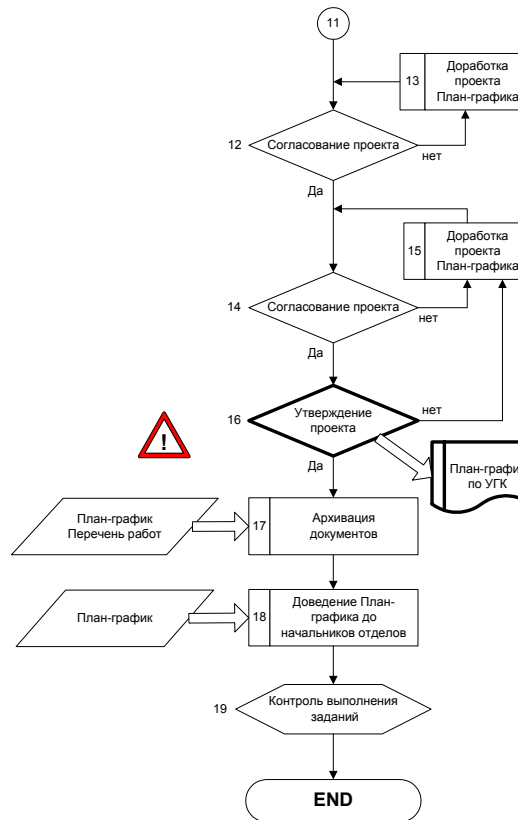 11
13
Доработка
проекта
План-графика
12
Согласование проекта
нет
Да
15
Доработка
проекта
План-графика
14
Согласование проекта
нет
Да
16
Утверждение
проекта
нет
!
Да
План-графи
по УГК
План-график
Перечень работ
17
Архивация
документов
План-график
18
Доведение План-
графика до
начальников отделов
19
Контроль выполнения
заданий
END